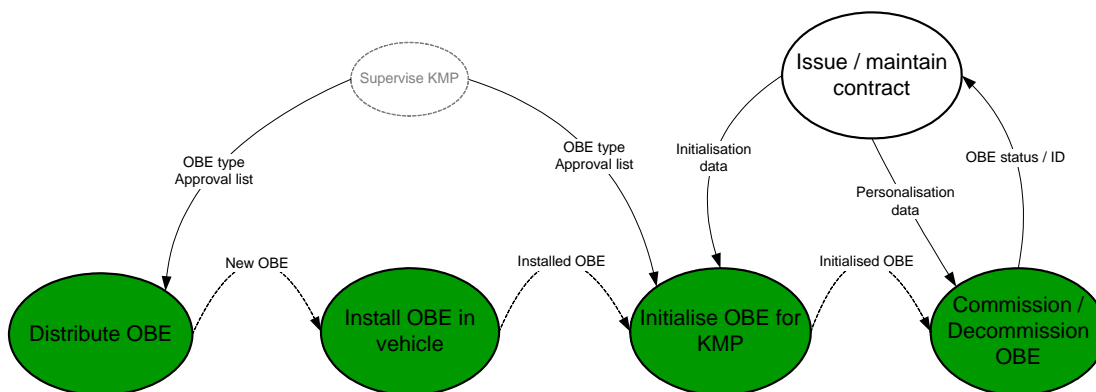 Issue / maintain
contract
Supervise KMP
OBE type
Approval list
OBE type
Approval list
Initialisation
data
OBE status / ID
Personalisation
data
New OBE
Installed OBE
Initialised OBE
Distribute OBE
Install OBE in
vehicle
Initialise OBE for
KMP
Commission /
Decommission
OBE